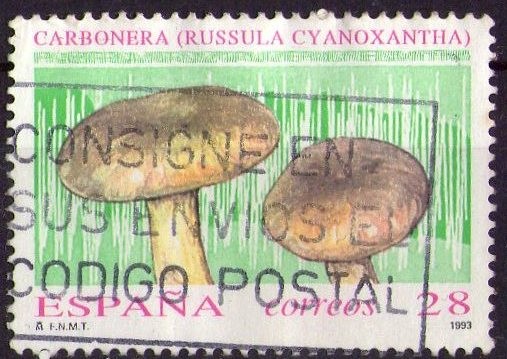 CARBONERA (RUSSULA CYANOXANTHA)
CONSIGNE EN
SUS ENVIOS EL
CODIGO POSTAL
ESPAÑA correos 28
F.N.M.T. 1993